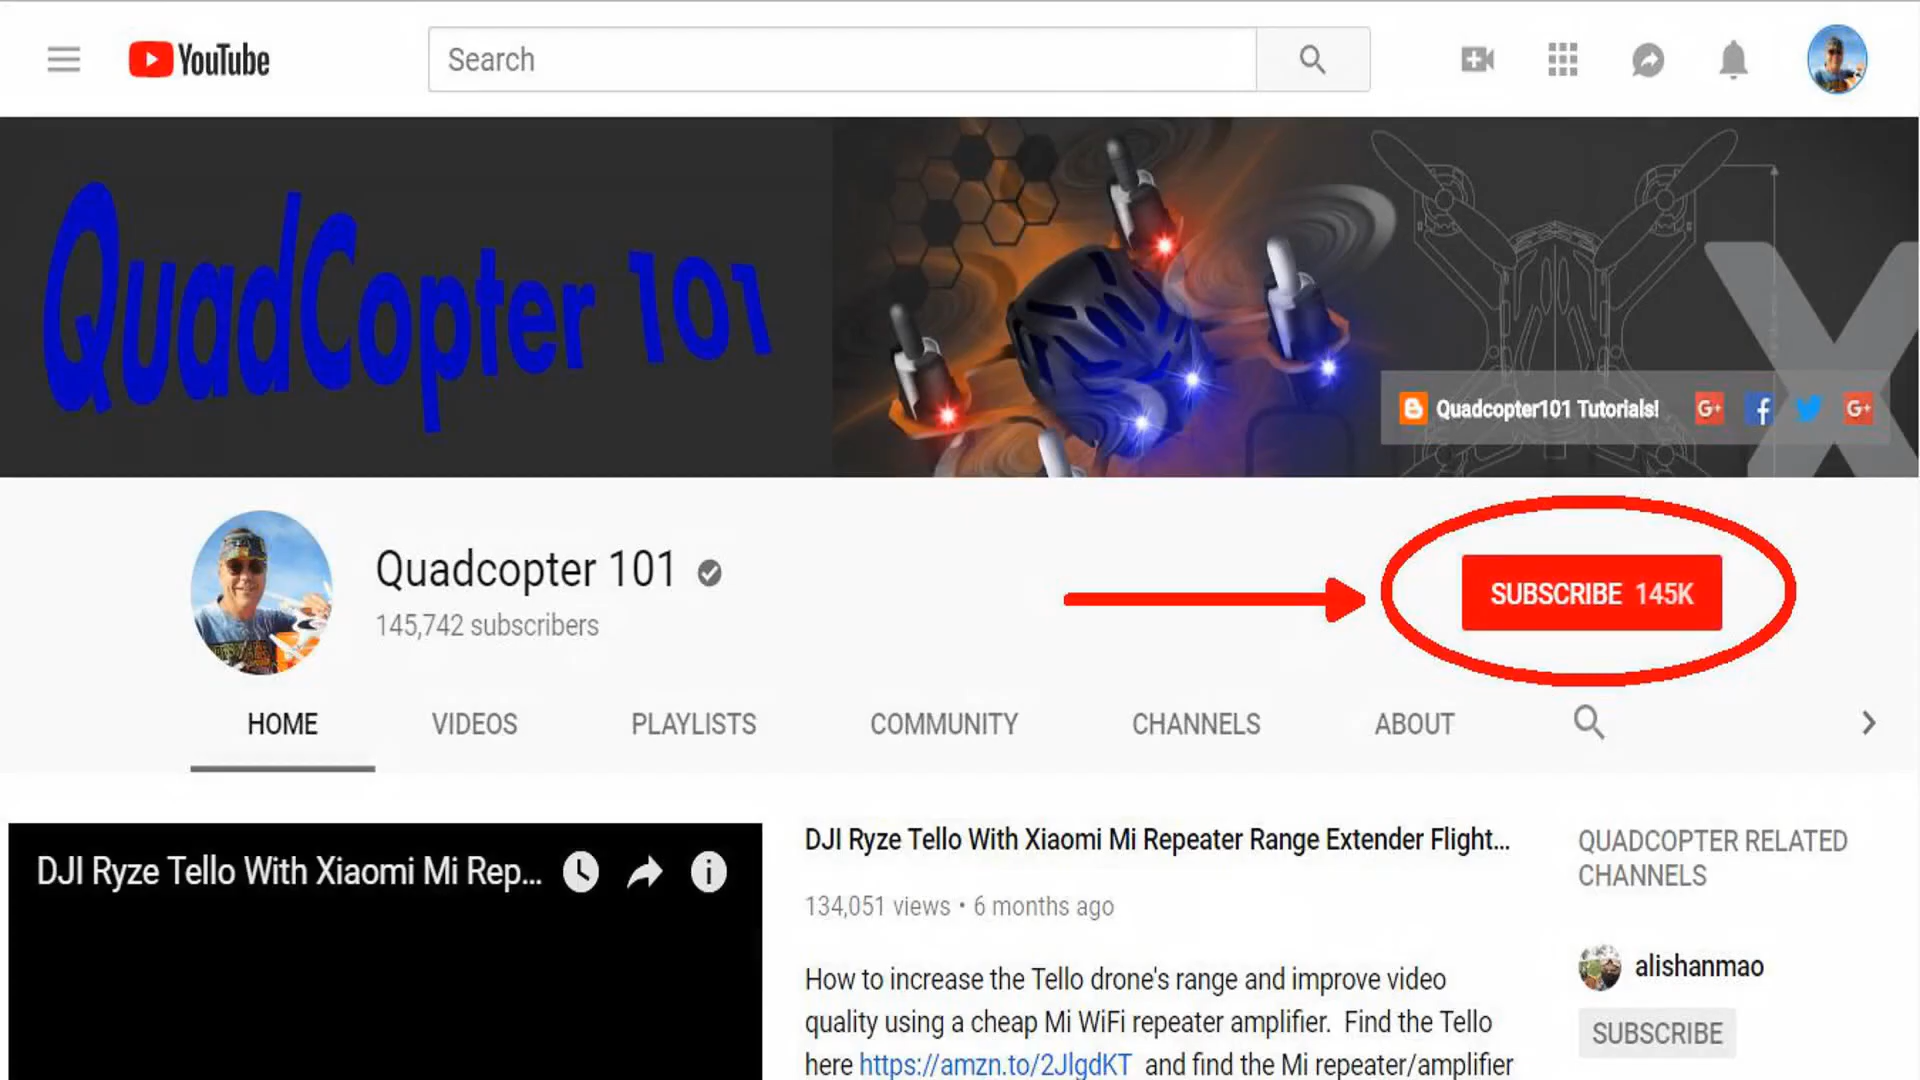 YouTube
Search
QuadCopter 101
Quadcopter101 Tutorials!
Quadcopter 101
145,742 subscribers
SUBSCRIBE 145K
HOME VIDEOS PLAYLISTS COMMUNITY CHANNELS ABOUT
DJI Ryze Tello With Xiaomi Mi Rep...
DJI Ryze Tello With Xiaomi Mi Repeater Range Extender Flight...
134,051 views • 6 months ago
How to increase the Tello drone's range and improve video
quality using a cheap Mi WiFi repeater amplifier. Find the Tello
here https://amzn.to/2JlgdKT and find the Mi repeater/amplifier
QUADCOPTER RELATED
CHANNELS
alishanmao
SUBSCRIBE